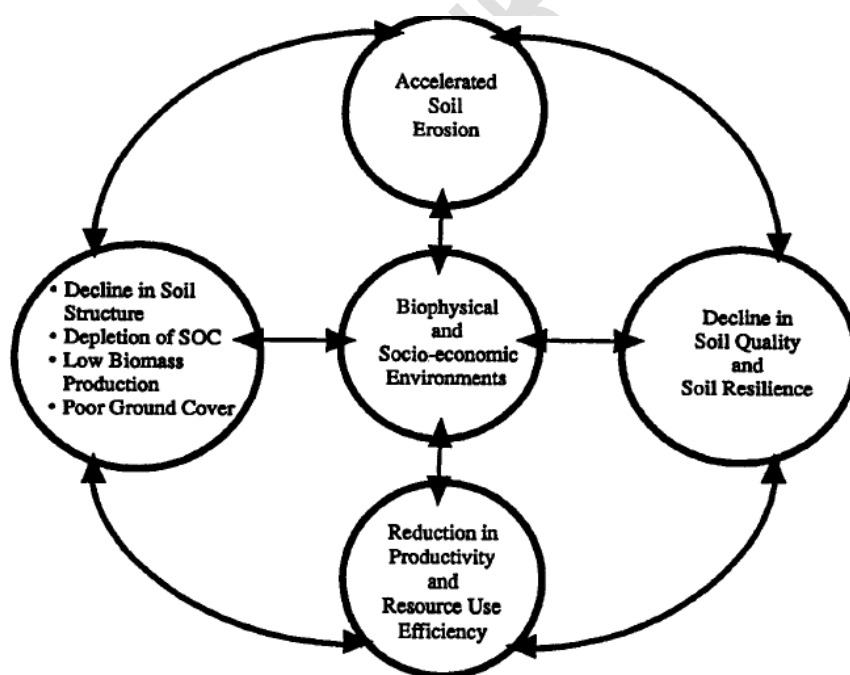 Accelerated
Soil
Erosion
• Decline in Soil
Structure
• Depletion of SOC
• Low Biomass
Production
• Poor Ground Cover
Biophysical
and
Socio-economic
Environments
Decline in
Soil Quality
and
Soil Resilience
Reduction in
Productivity
and
Resource Use
Efficiency